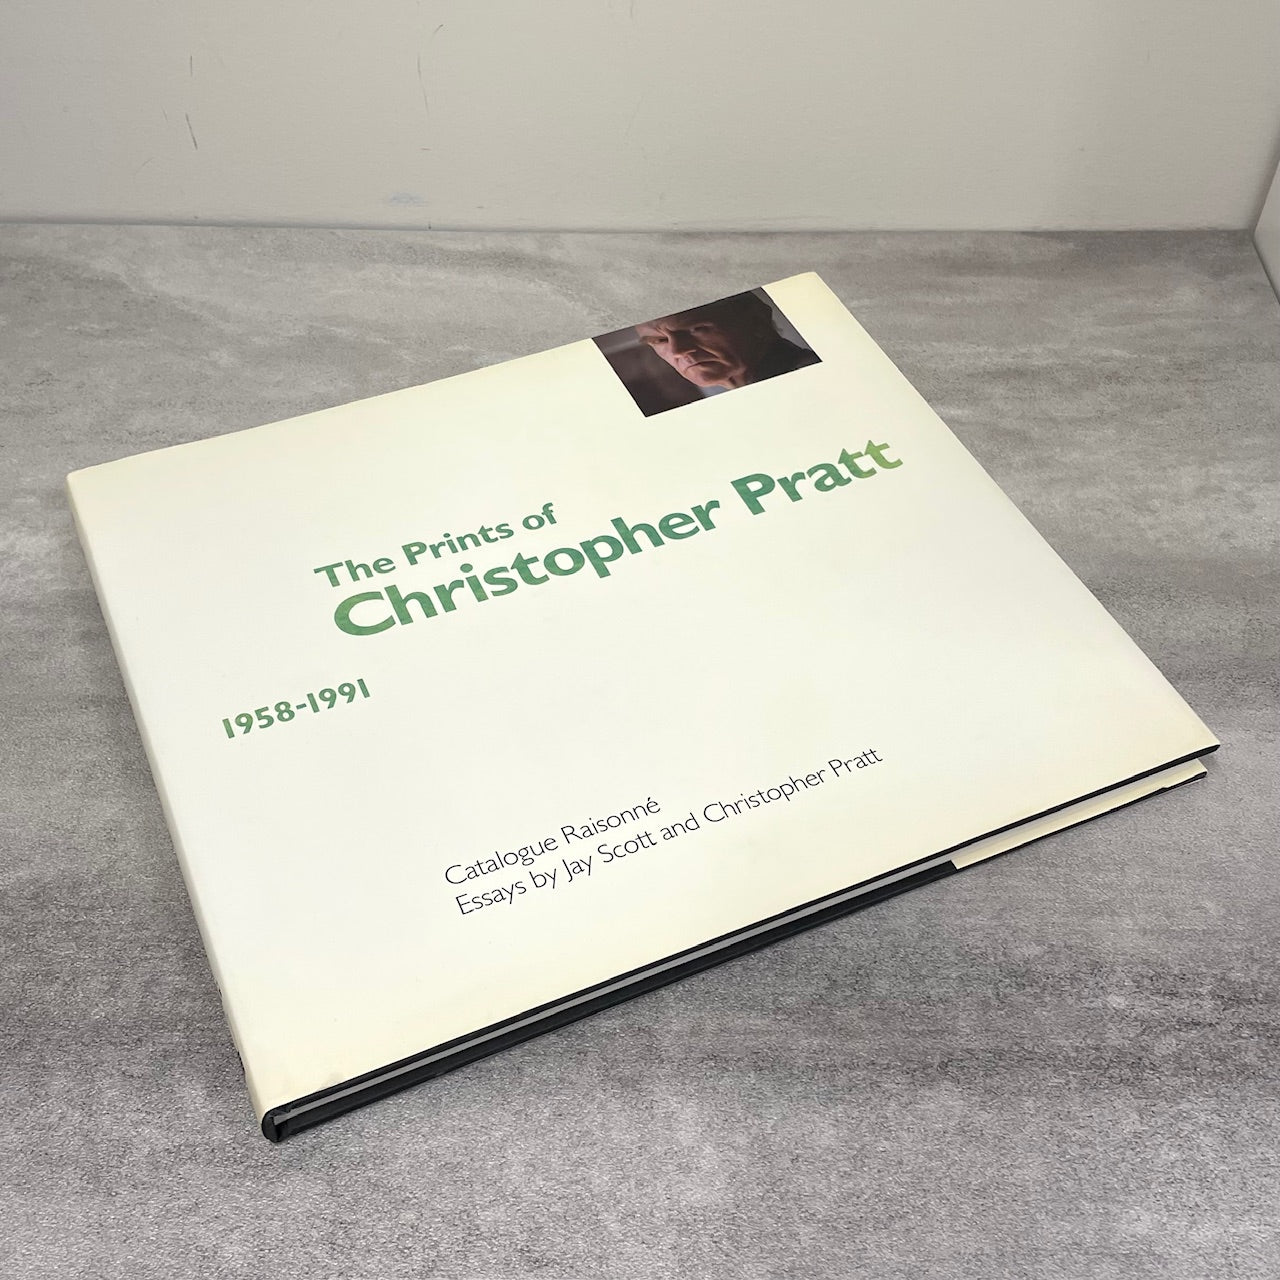 The Prints of
Christopher Pratt
1958-1991
Catalogue Raisonné
Essays by Jay Scott and Christopher Pratt